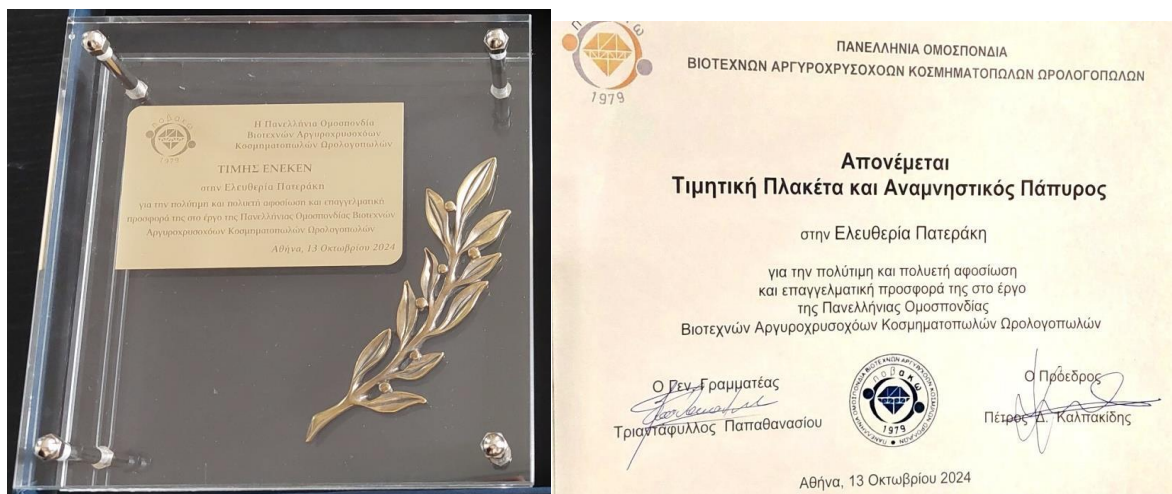 ποβακω
1979
Η Πανελλήνια Ομοσπονδία
Βιοτεχνών Αργυροχρυσοχόων
Κοσμηματοπωλών Ωρολογοπωλών
ΤΙΜΗΣ ΕΝΕΚΕΝ
στην Ελευθερία Πατεράκη
για την πολύτιμη και πολυετή αφοσίωση και επαγγελματική
προσφορά της στο έργο της Πανελλήνιας Ομοσπονδίας Βιοτεχνών
Αργυροχρυσοχόων Κοσμηματοπωλών Ωρολογοπωλών
Αθήνα, 13 Οκτωβρίου 2024
1979
ΠΑΝΕΛΛΗΝΙΑ ΟΜΟΣΠΟΝΔΙΑ
ΒΙΟΤΕΧΝΩΝ ΑΡΓΥΡΟΧΡΥΣΟΧΟΩΝ ΚΟΣΜΗΜΑΤΟΠΩΛΩΝ ΩΡΟΛΟΓΟΠΩΛΩΝ
Απονέμεται
Τιμητική Πλακέτα και Αναμνηστικός Πάπυρος
στην Ελευθερία Πατεράκη
για την πολύτιμη και πολυετή αφοσίωση
και επαγγελματική προσφορά της στο έργο
της Πανελλήνιας Ομοσπονδίας
Βιοτεχνών Αργυροχρυσοχόων Κοσμηματοπωλών Ωρολογοπωλών
Ο Γεν. Γραμματέας
Τριαντάφυλλος Παπαθανασίου
ποβακω
1979
Ο Πρόεδρος
Πέτρος Δ. Καλπακίδης
Αθήνα, 13 Οκτωβρίου 2024